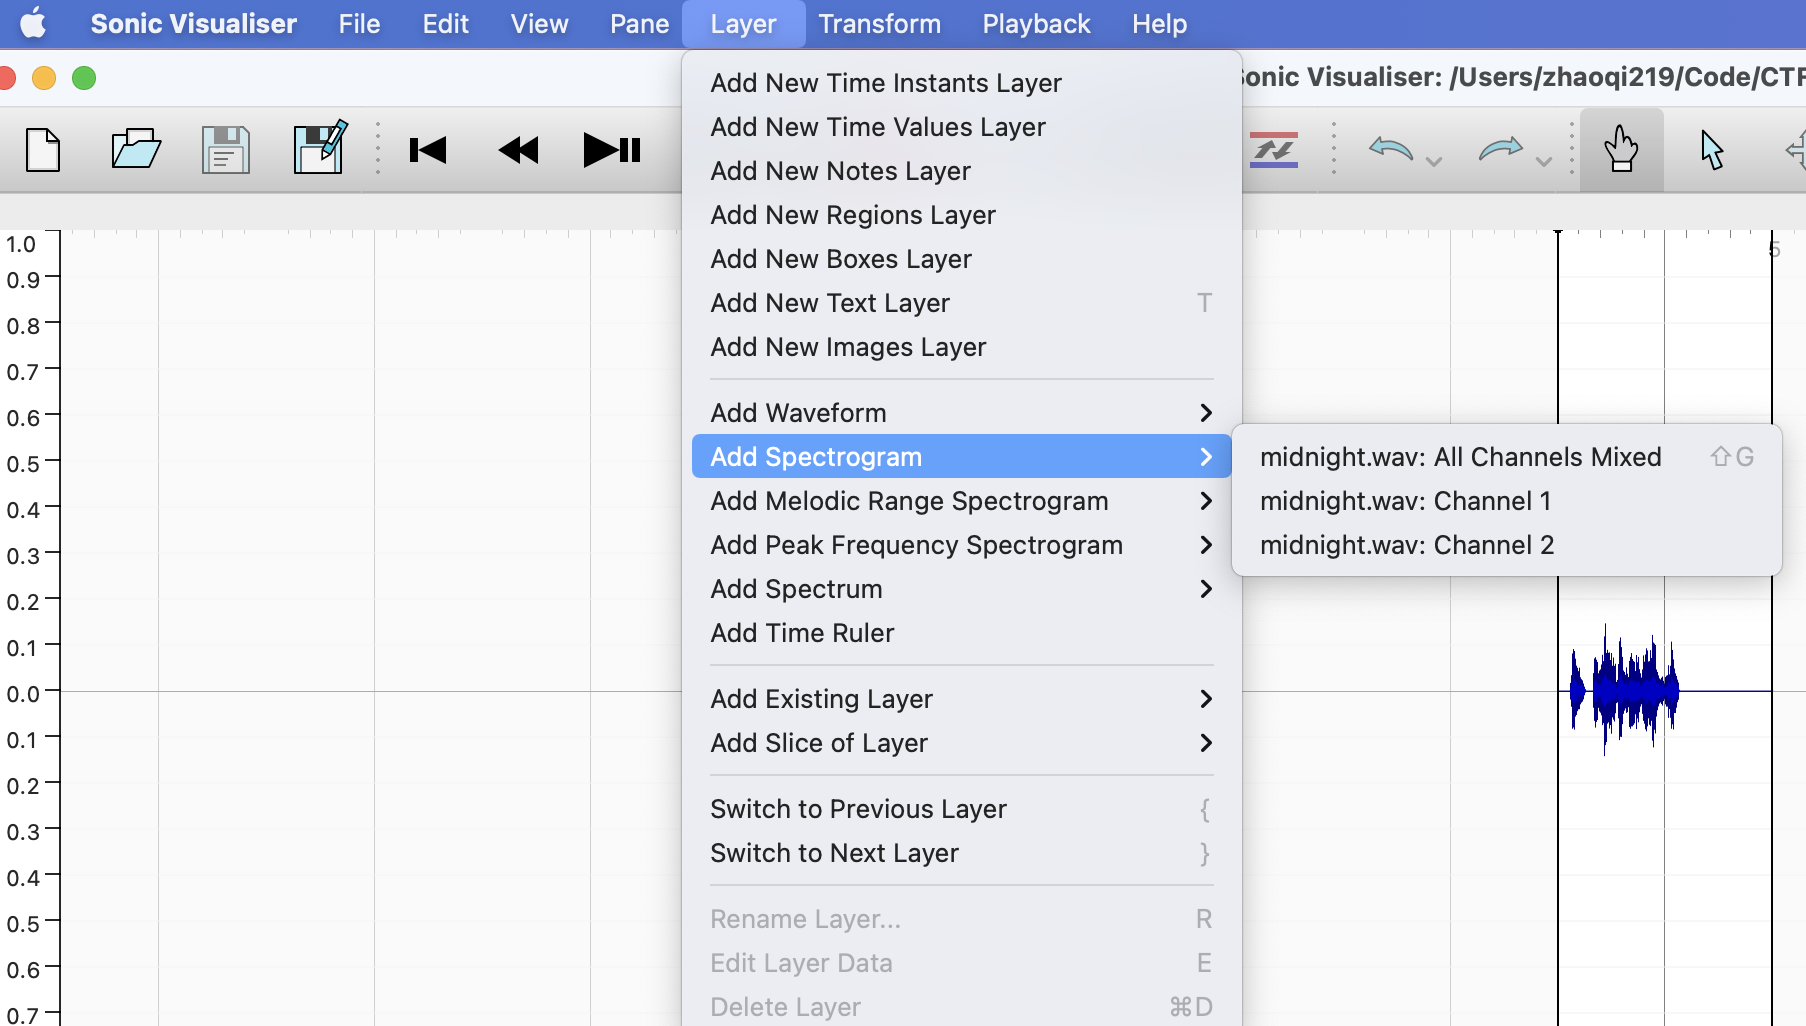 Sonic Visualiser File Edit View Pane Layer Transform Playback Help
Sonic Visualiser: /Users/zhaoqi219/Code/CTF
Add New Time Instants Layer
Add New Time Values Layer
Add New Notes Layer
Add New Regions Layer
Add New Boxes Layer
Add New Text Layer T
Add New Images Layer
Add Waveform
Add Spectrogram
Add Melodic Range Spectrogram
Add Peak Frequency Spectrogram
Add Spectrum
Add Time Ruler
Add Existing Layer
Add Slice of Layer
Switch to Previous Layer {
Switch to Next Layer }
Rename Layer... R
Edit Layer Data E
Delete Layer ⌘D
midnight.wav: All Channels Mixed ⇧G
midnight.wav: Channel 1
midnight.wav: Channel 2
5
1.0
0.9
0.8
0.7
0.6
0.5
0.4
0.3
0.2
0.1
0.0
0.1
0.2
0.3
0.4
0.5
0.6
0.7